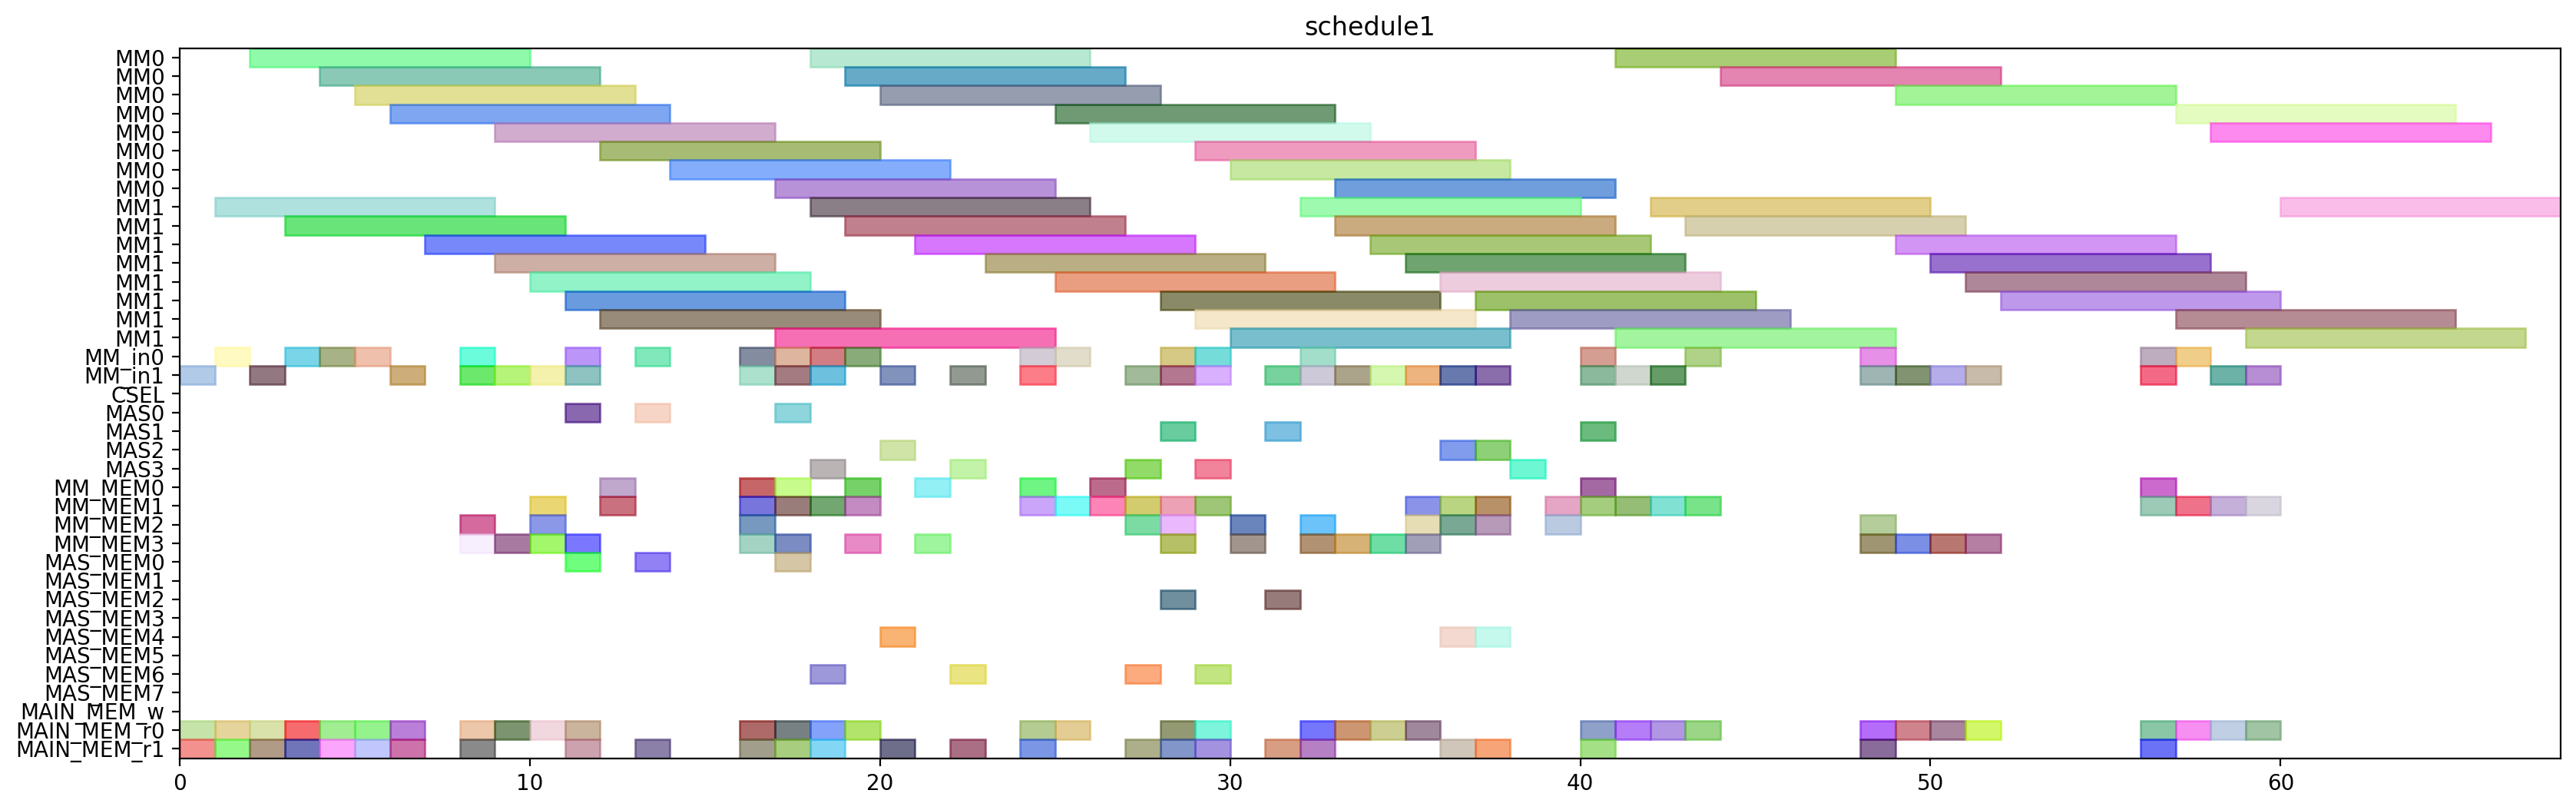 schedule1
MM0
MM0
MM0
MM0
MM0
MM0
MM0
MM0
MM1
MM1
MM1
MM1
MM1
MM1
MM1
MM1
MM_in0
MM_in1
CSEL
MAS0
MAS1
MAS2
MAS3
MM_MEM0
MM_MEM1
MM_MEM2
MM_MEM3
MAS_MEM0
MAS_MEM1
MAS_MEM2
MAS_MEM3
MAS_MEM4
MAS_MEM5
MAS_MEM6
MAS_MEM7
MAIN_MEM_w
MAIN_MEM_r0
MAIN_MEM_r1
0 10 20 30 40 50 60